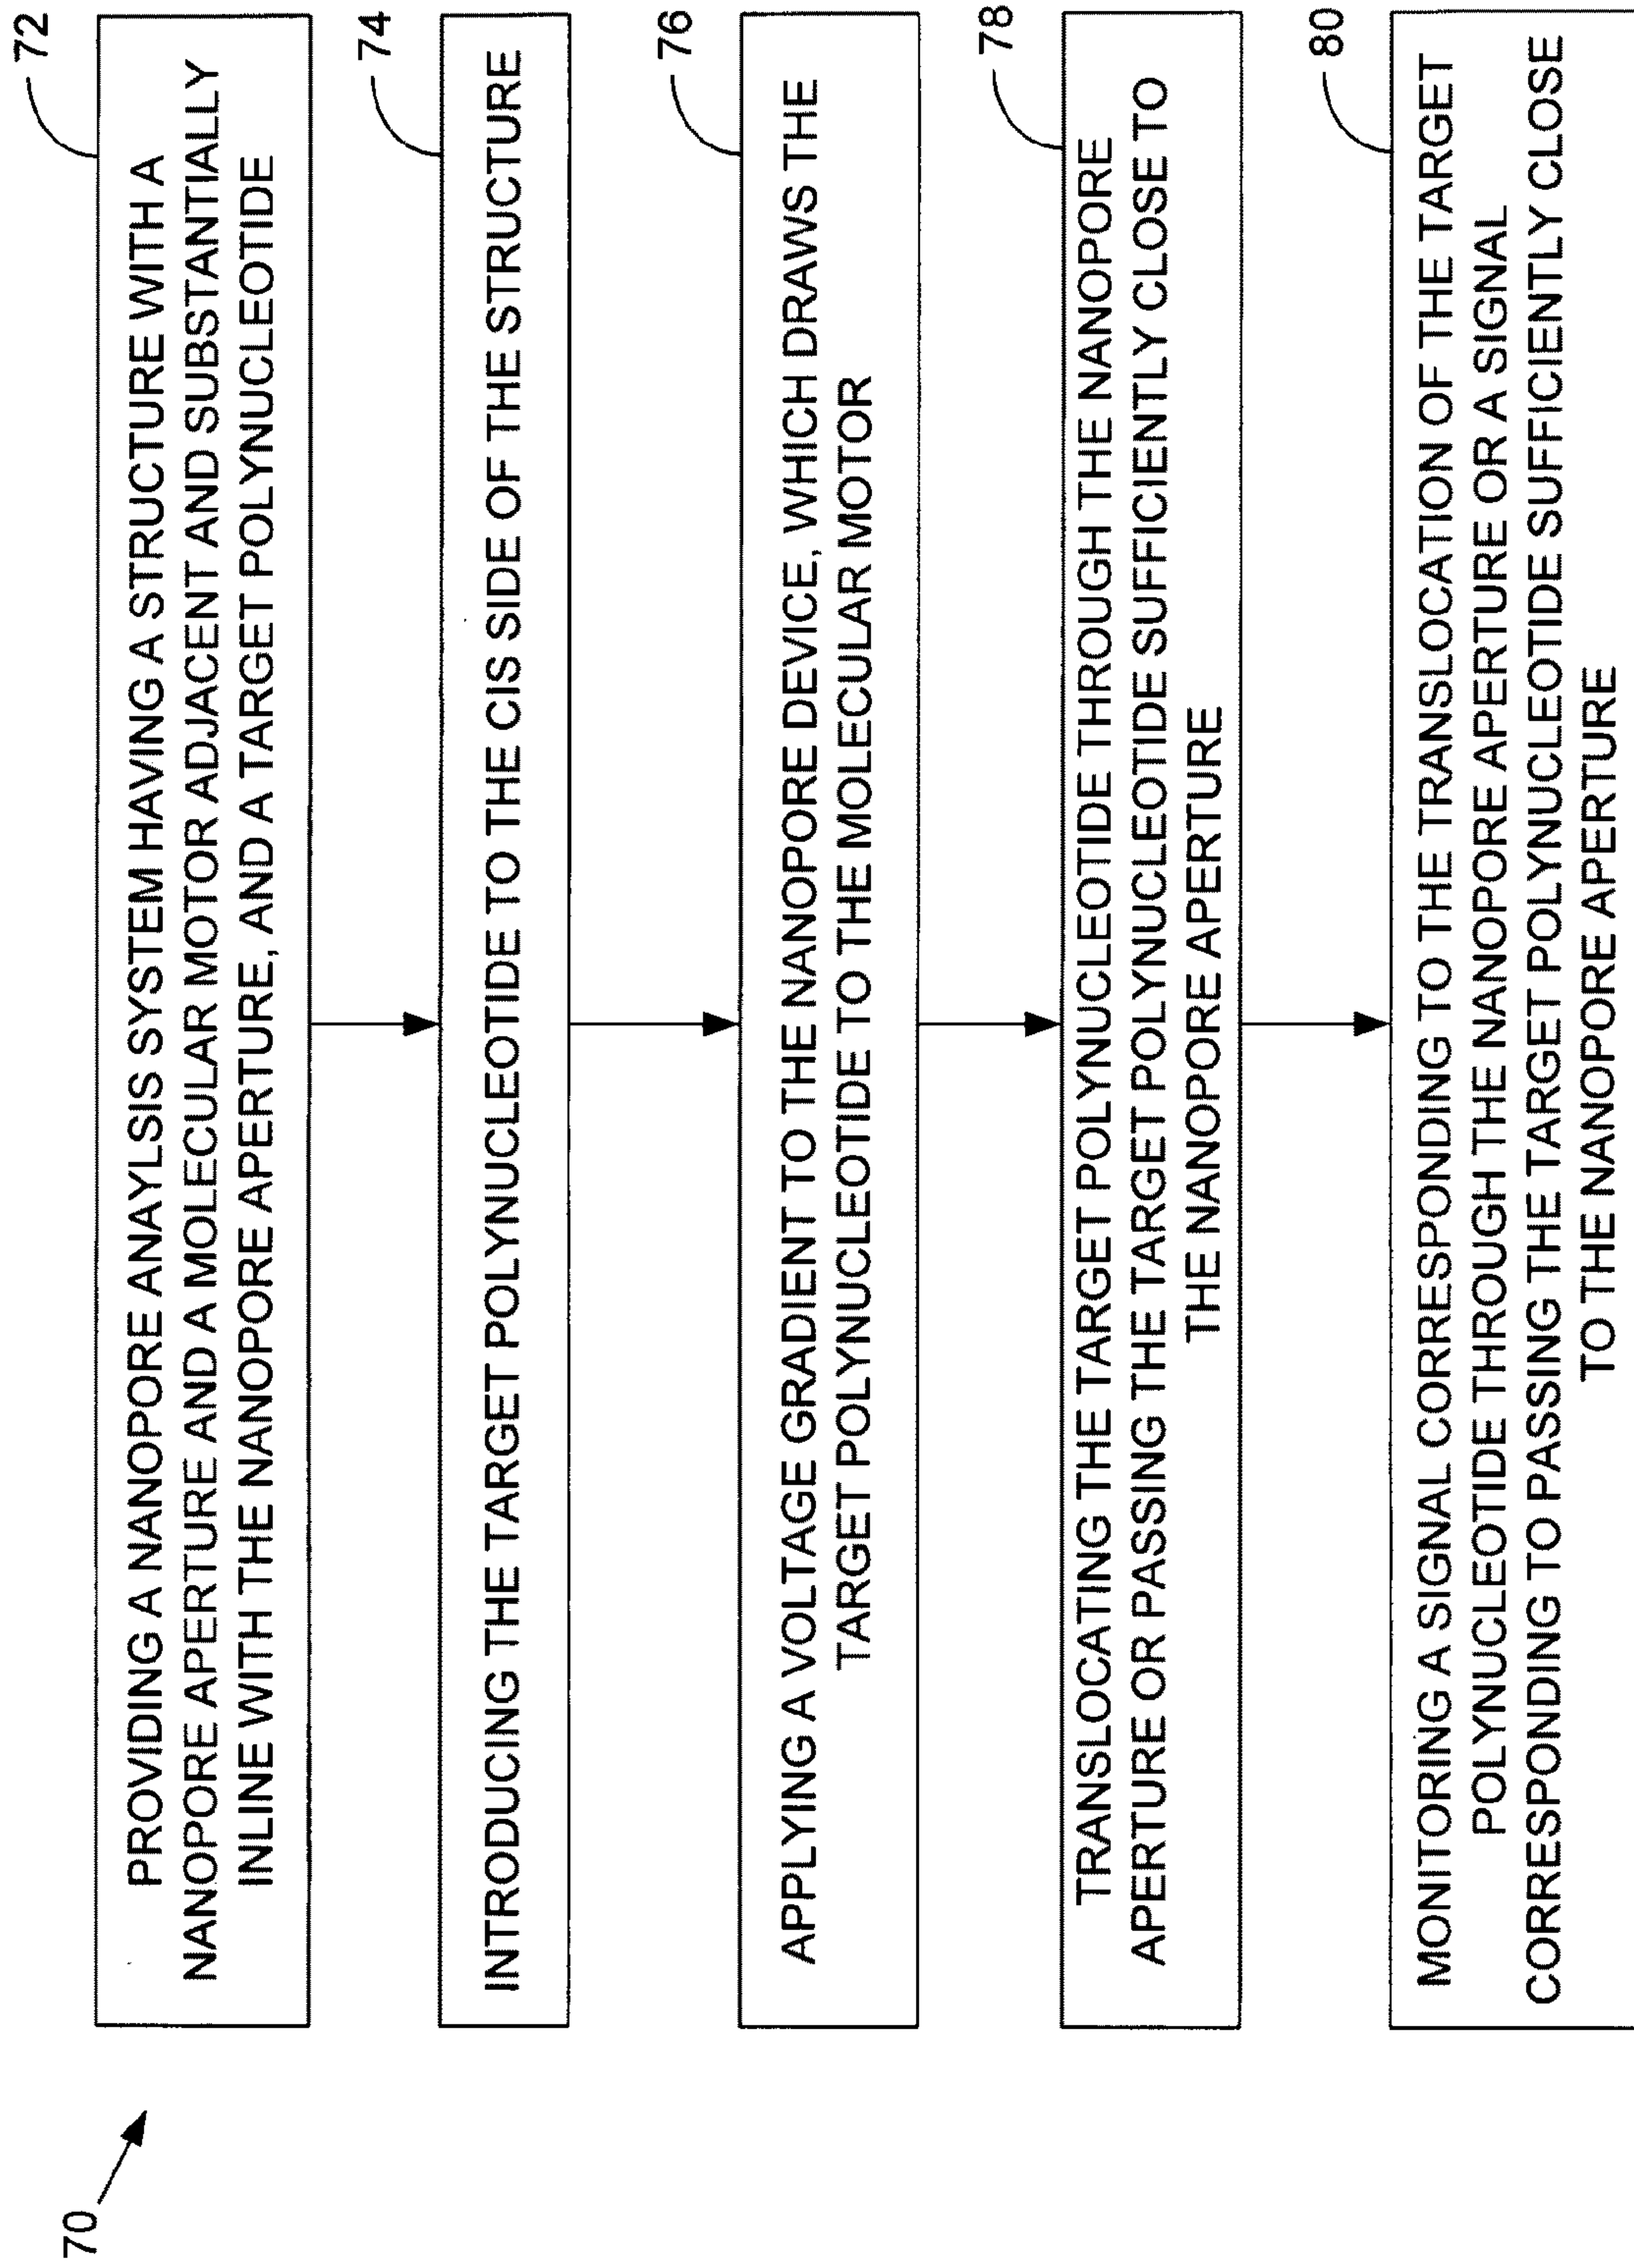 70
72
PROVIDING A NANOPORE ANAYLSIS SYSTEM HAVING A STRUCTURE WITH A
NANOPORE APERTURE AND A MOLECULAR MOTOR ADJACENT AND SUBSTANTIALLY
INLINE WITH THE NANOPORE APERTURE, AND A TARGET POLYNUCLEOTIDE
74
INTRODUCING THE TARGET POLYNUCLEOTIDE TO THE CIS SIDE OF THE STRUCTURE
76
APPLYING A VOLTAGE GRADIENT TO THE NANOPORE DEVICE, WHICH DRAWS THE
TARGET POLYNUCLEOTIDE TO THE MOLECULAR MOTOR
78
TRANSLOCATING THE TARGET POLYNUCLEOTIDE THROUGH THE NANOPORE
APERTURE OR PASSING THE TARGET POLYNUCLEOTIDE SUFFICIENTLY CLOSE TO
THE NANOPORE APERTURE
80
MONITORING A SIGNAL CORRESPONDING TO THE TRANSLOCATION OF THE TARGET
POLYNUCLEOTIDE THROUGH THE NANOPORE APERTURE OR A SIGNAL
CORRESPONDING TO PASSING THE TARGET POLYNUCLEOTIDE SUFFICIENTLY CLOSE
TO THE NANOPORE APERTURE